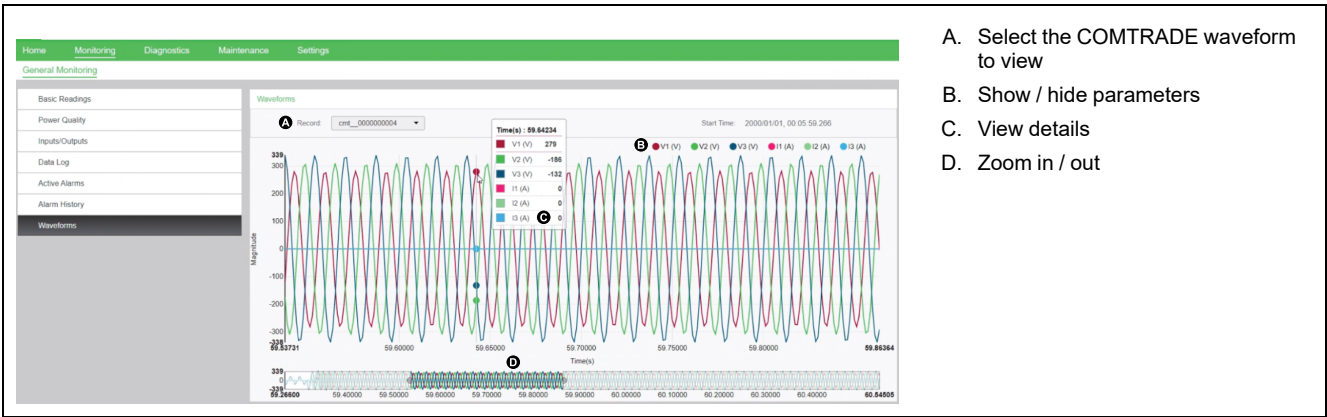 Home Monitoring Diagnostics Maintenance Settings
General Monitoring
Basic Readings
Power Quality
Inputs/Outputs
Data Log
Active Alarms
Alarm History
Waveforms
Waveforms
A Record: cmt__0000000004
Start Time: 2000/01/01, 00:05:59.266
B V1 (V) V2 (V) V3 (V) I1 (A) I2 (A) I3 (A)
Time(s) : 59.64234
V1 (V) 279
V2 (V) -186
V3 (V) -132
I1 (A) 0
I2 (A) 0
I3 (A) C 0
Magnitude
339
300
200
100
0
-100
-200
-300
-338
59.53731 59.60000 59.65000 59.70000 59.75000 59.80000 59.86364
Time(s)
D
339
0
-339
59.26600 59.40000 59.50000 59.60000 59.70000 59.80000 59.90000 60.00000 60.10000 60.20000 60.30000 60.40000 60.54505
A. Select the COMTRADE waveform
to view
B. Show / hide parameters
C. View details
D. Zoom in / out